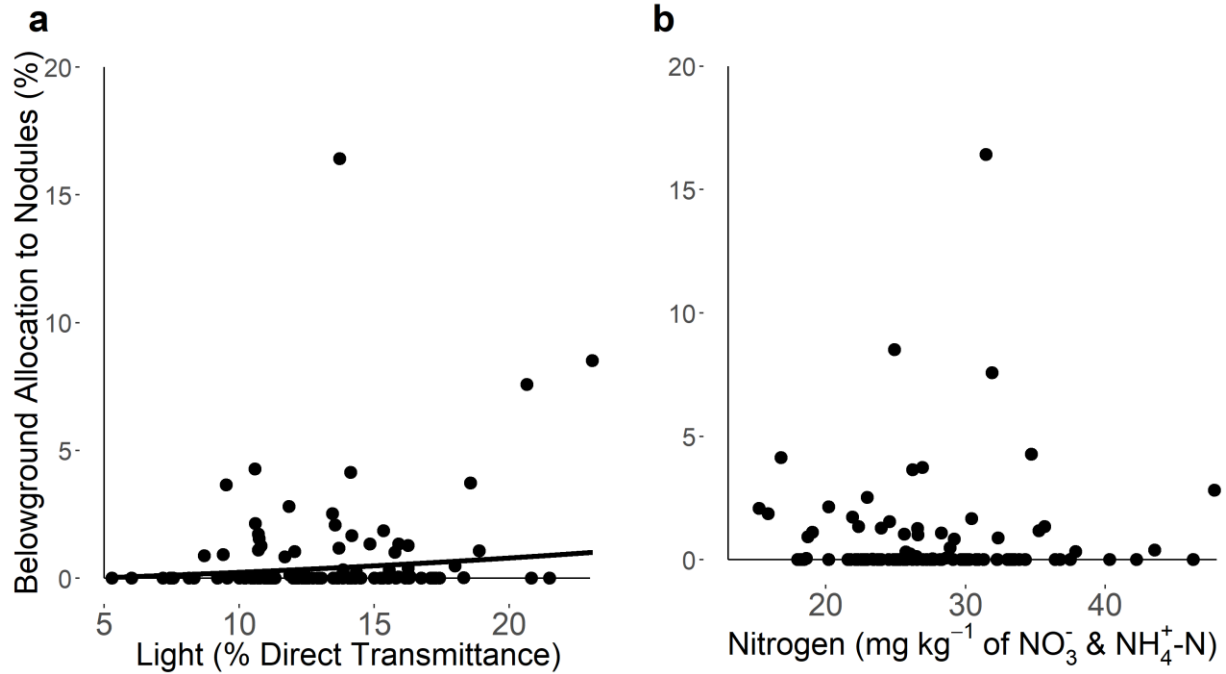 a
Belowground Allocation to Nodules (%)
20
15
10
5
0
5 10 15 20
Light (% Direct Transmittance)
b
20
15
10
5
0
20 30 40
Nitrogen (mg kg⁻¹ of NO₃⁻ & NH₄⁺-N)